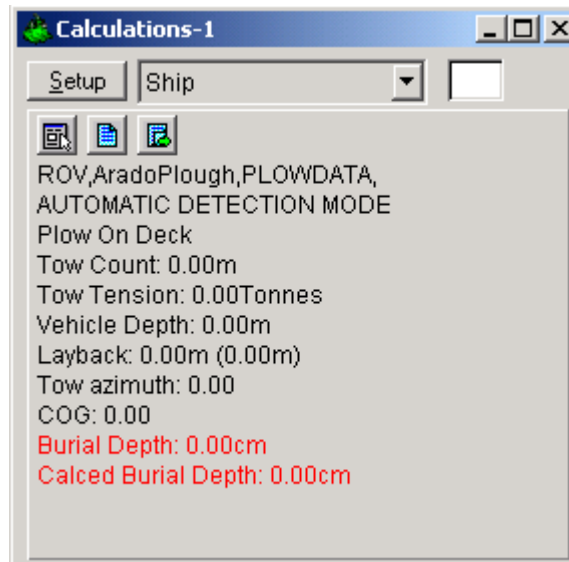 Calculations-1
Setup Ship
ROV,AradoPlough,PLOWDATA,
AUTOMATIC DETECTION MODE
Plow On Deck
Tow Count: 0.00m
Tow Tension: 0.00Tonnes
Vehicle Depth: 0.00m
Layback: 0.00m (0.00m)
Tow azimuth: 0.00
COG: 0.00
Burial Depth: 0.00cm
Calced Burial Depth: 0.00cm